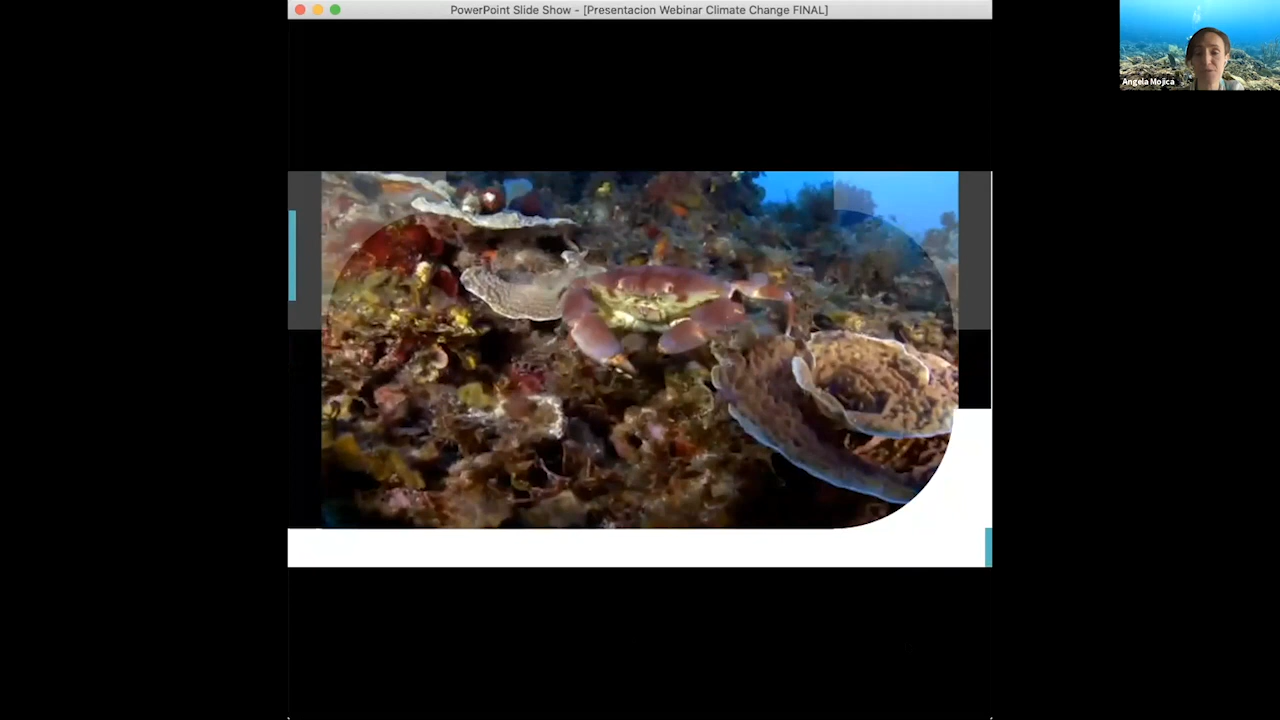 PowerPoint Slide Show - [Presentacion Webinar Climate Change FINAL]
Angela Mojica